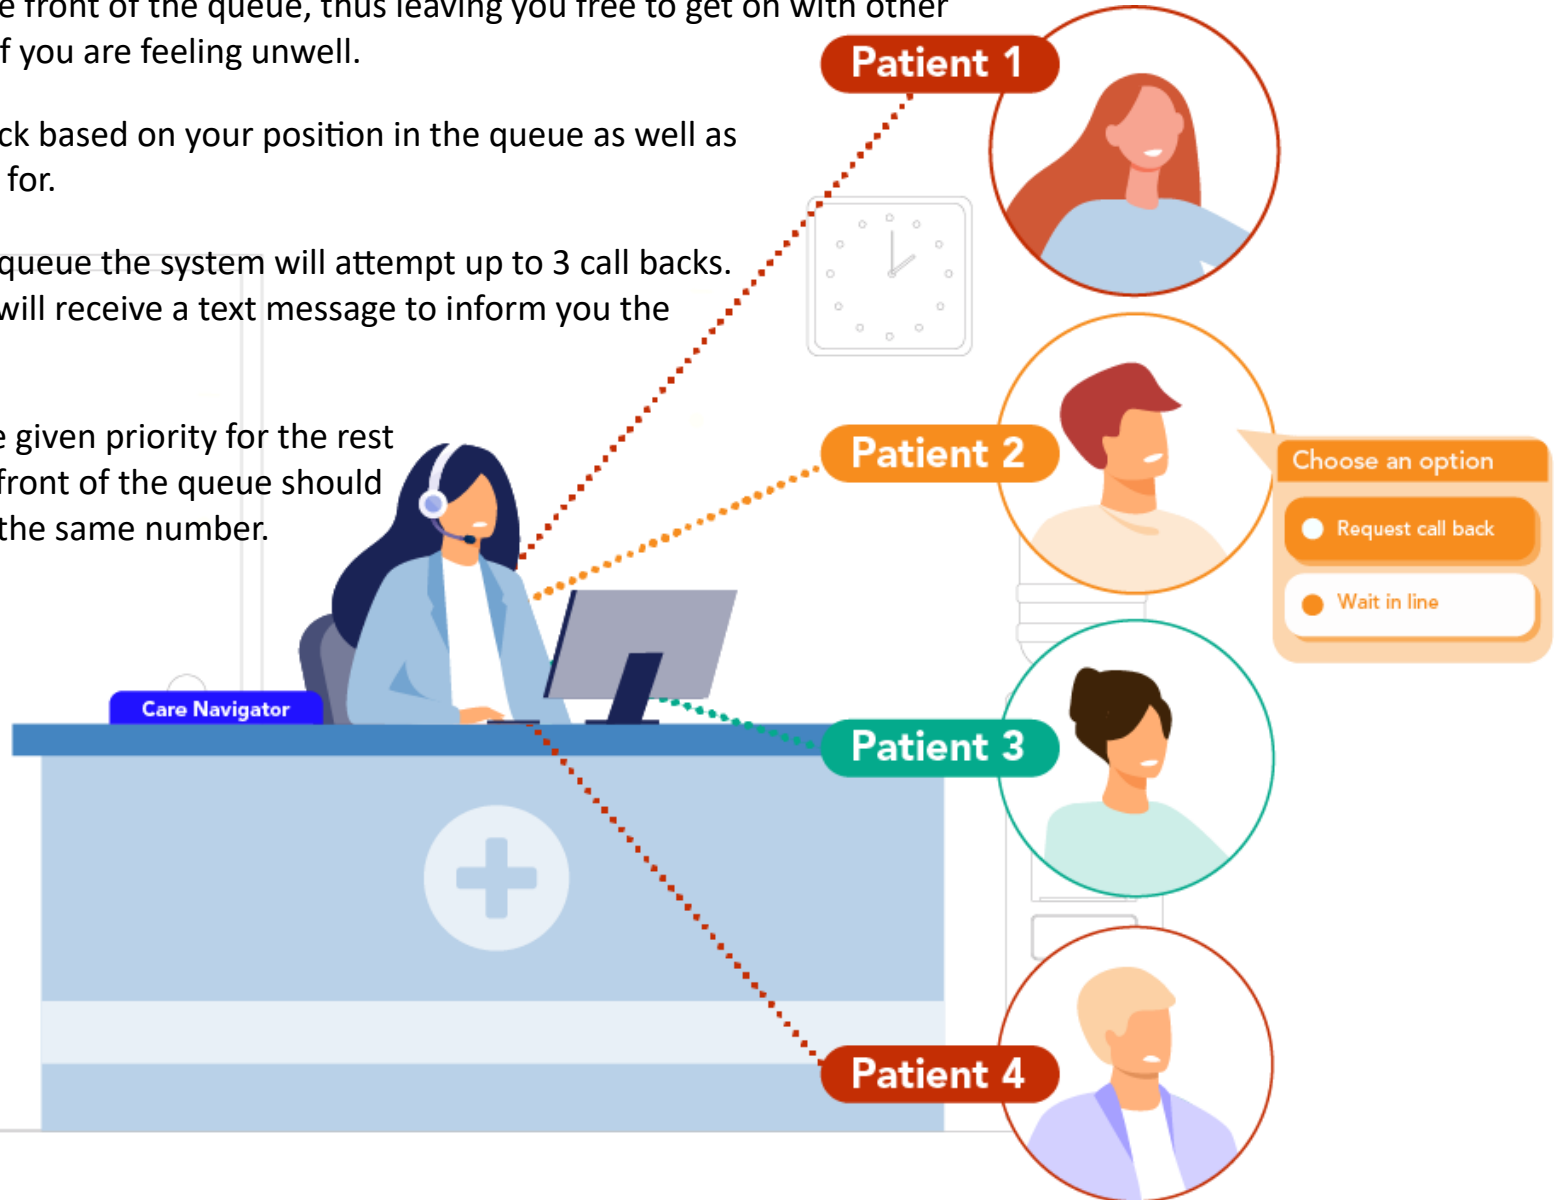 e front of the queue, thus leaving you free to get on with other
f you are feeling unwell.
ck based on your position in the queue as well as
for.
queue the system will attempt up to 3 call backs.
will receive a text message to inform you the
e given priority for the rest
front of the queue should
the same number.
Patient 1
Patient 2
Choose an option
Request call back
Wait in line
Care Navigator
Patient 3
Patient 4